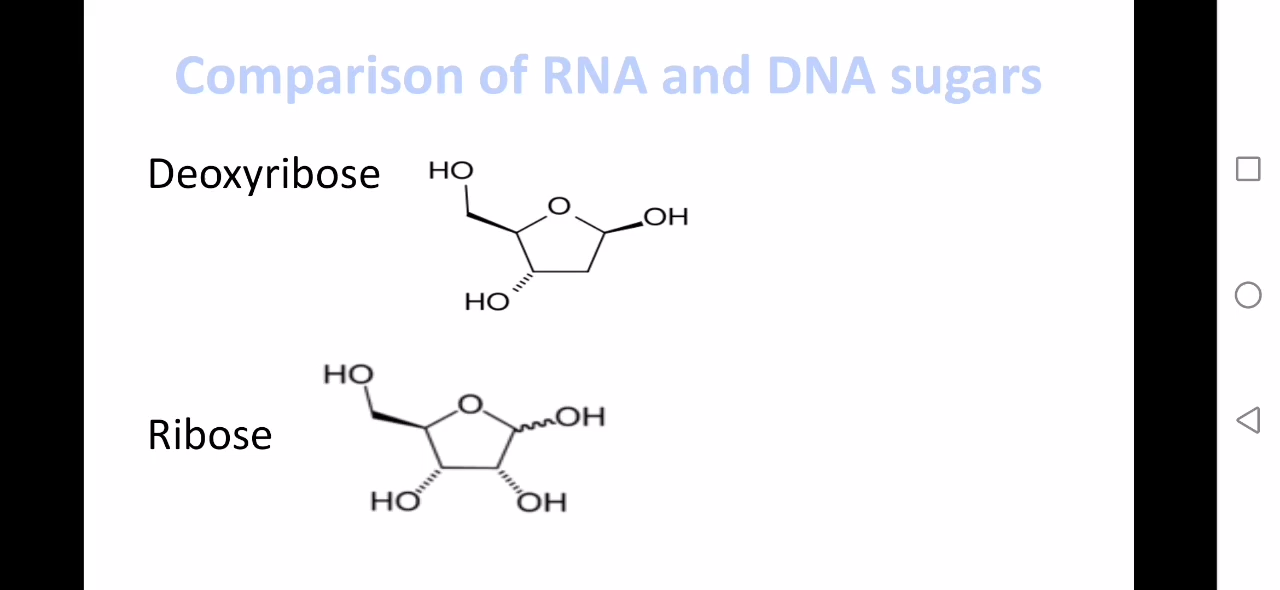 Comparison of RNA and DNA sugars
Deoxyribose
HO
O
OH
HO
HO
O
OH
Ribose
HO
OH